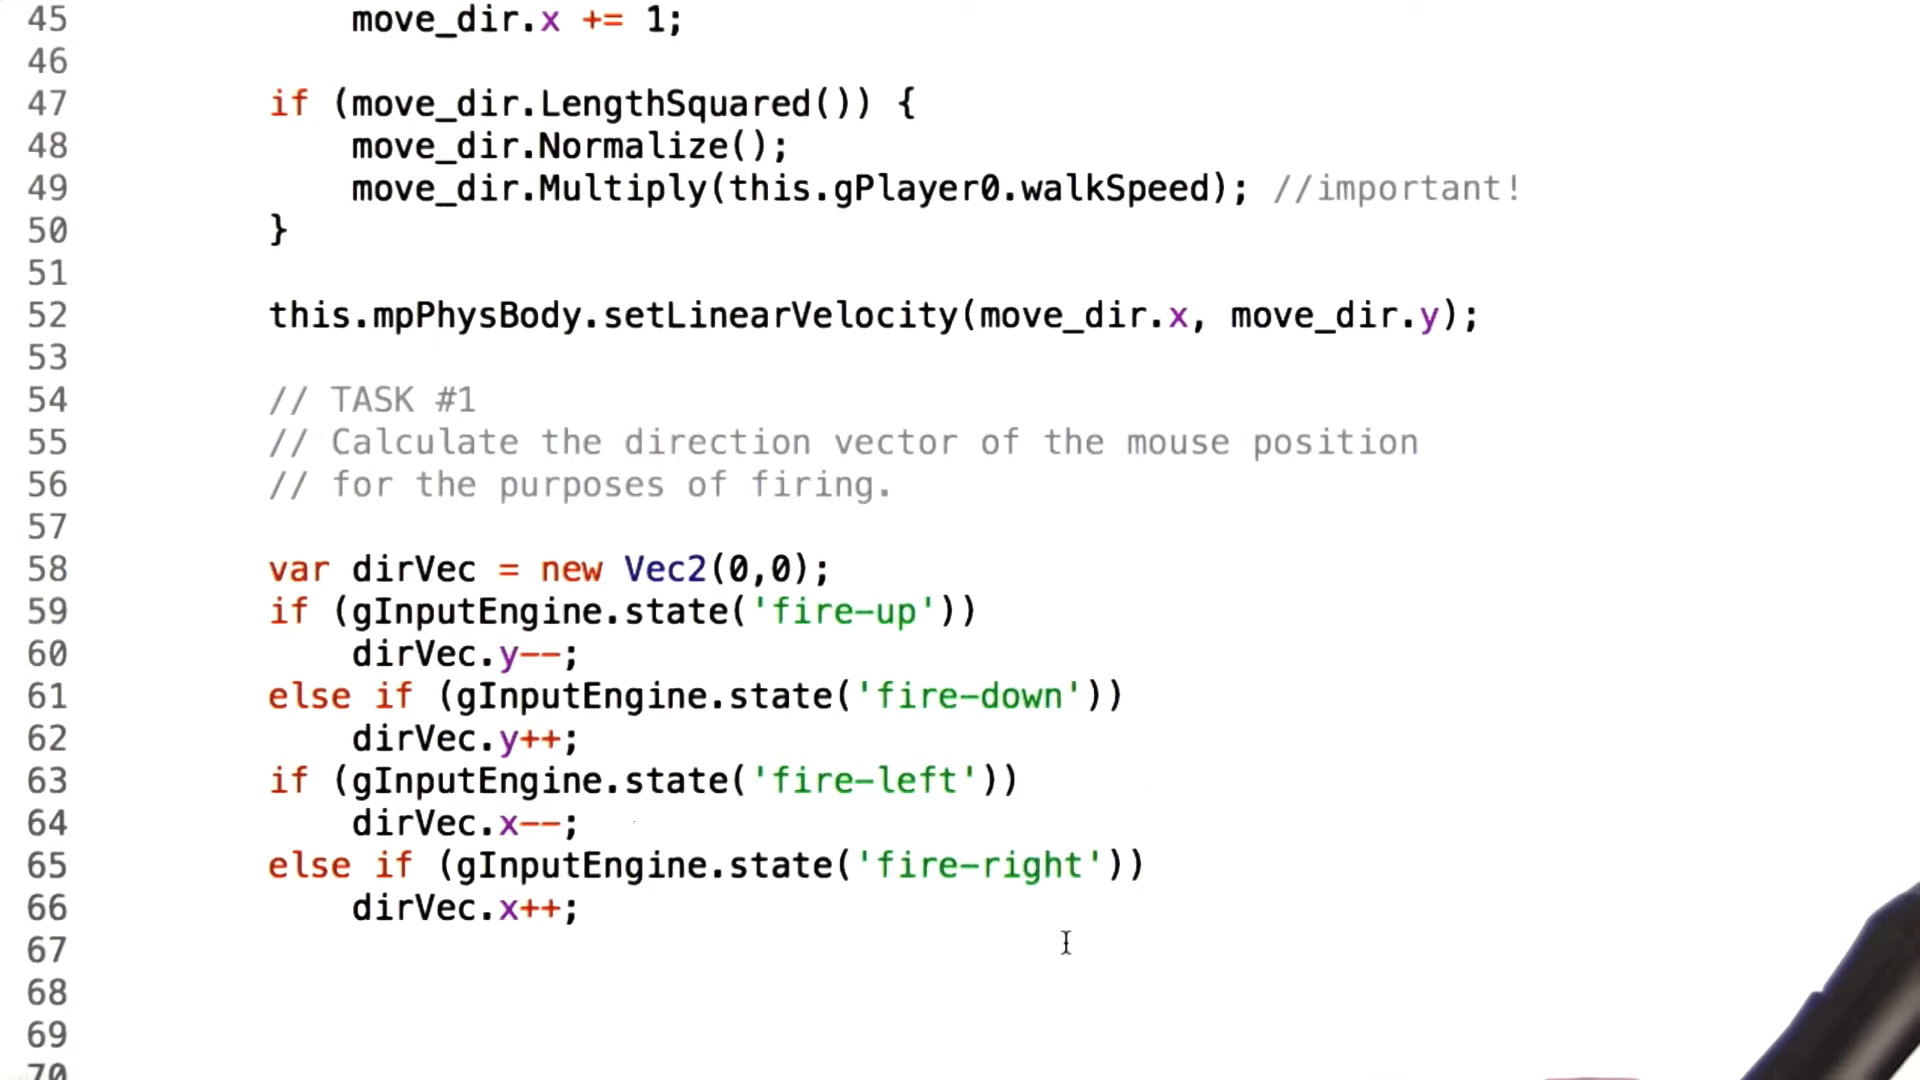 45 move_dir.x += 1;
46
47 if (move_dir.LengthSquared()) {
48 move_dir.Normalize();
49 move_dir.Multiply(this.gPlayer0.walkSpeed); //important!
50 }
51
52 this.mpPhysBody.setLinearVelocity(move_dir.x, move_dir.y);
53
54 // TASK #1
55 // Calculate the direction vector of the mouse position
56 // for the purposes of firing.
57
58 var dirVec = new Vec2(0,0);
59 if (gInputEngine.state('fire-up'))
60 dirVec.y--;
61 else if (gInputEngine.state('fire-down'))
62 dirVec.y++;
63 if (gInputEngine.state('fire-left'))
64 dirVec.x--;
65 else if (gInputEngine.state('fire-right'))
66 dirVec.x++;
67
68
69
70